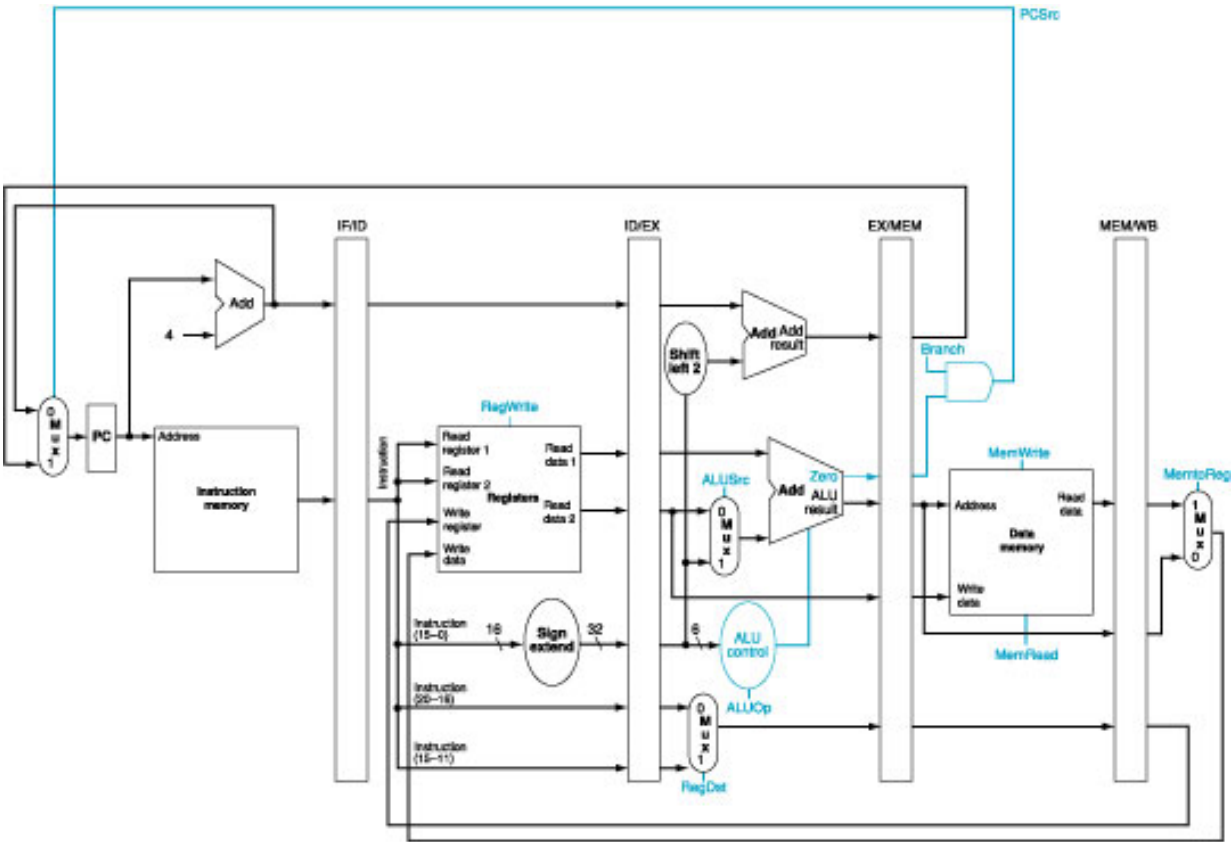 PCSrc
IF/ID
ID/EX
EX/MEM
MEM/WB
Add
4
Shift
left 2
Add
Add
result
Branch
0
M
u
x
1
PC
Address
Instruction
memory
Instruction
RegWrite
Read
register 1
Read
register 2
Write
register
Write
data
Registers
Read
data 1
Read
data 2
ALUSrc
0
M
u
x
1
Add
Zero
ALU
result
MemWrite
Address
Read
data
Data
memory
Write
data
MemRead
MemtoReg
1
M
u
x
0
Instruction
(15–0)
16
Sign
extend
32
6
ALU
control
ALUOp
Instruction
(20–16)
Instruction
(15–11)
0
M
u
x
1
RegDst